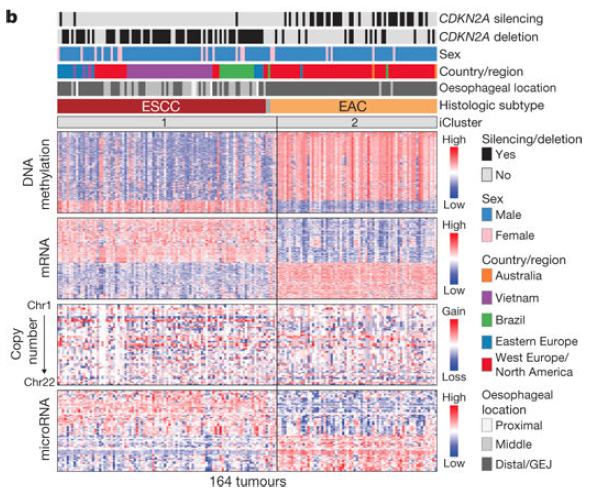 b
CDKN2A silencing
CDKN2A deletion
Sex
Country/region
Oesophageal location
ESCC EAC Histologic subtype
1 2 iCluster
DNA methylation
High
Low
mRNA
High
Low
Chr1
Copy number
Chr22
Gain
Loss
microRNA
High
Low
164 tumours
Silencing/deletion
Yes
No
Sex
Male
Female
Country/region
Australia
Vietnam
Brazil
Eastern Europe
West Europe/
North America
Oesophageal
location
Proximal
Middle
Distal/GEJ